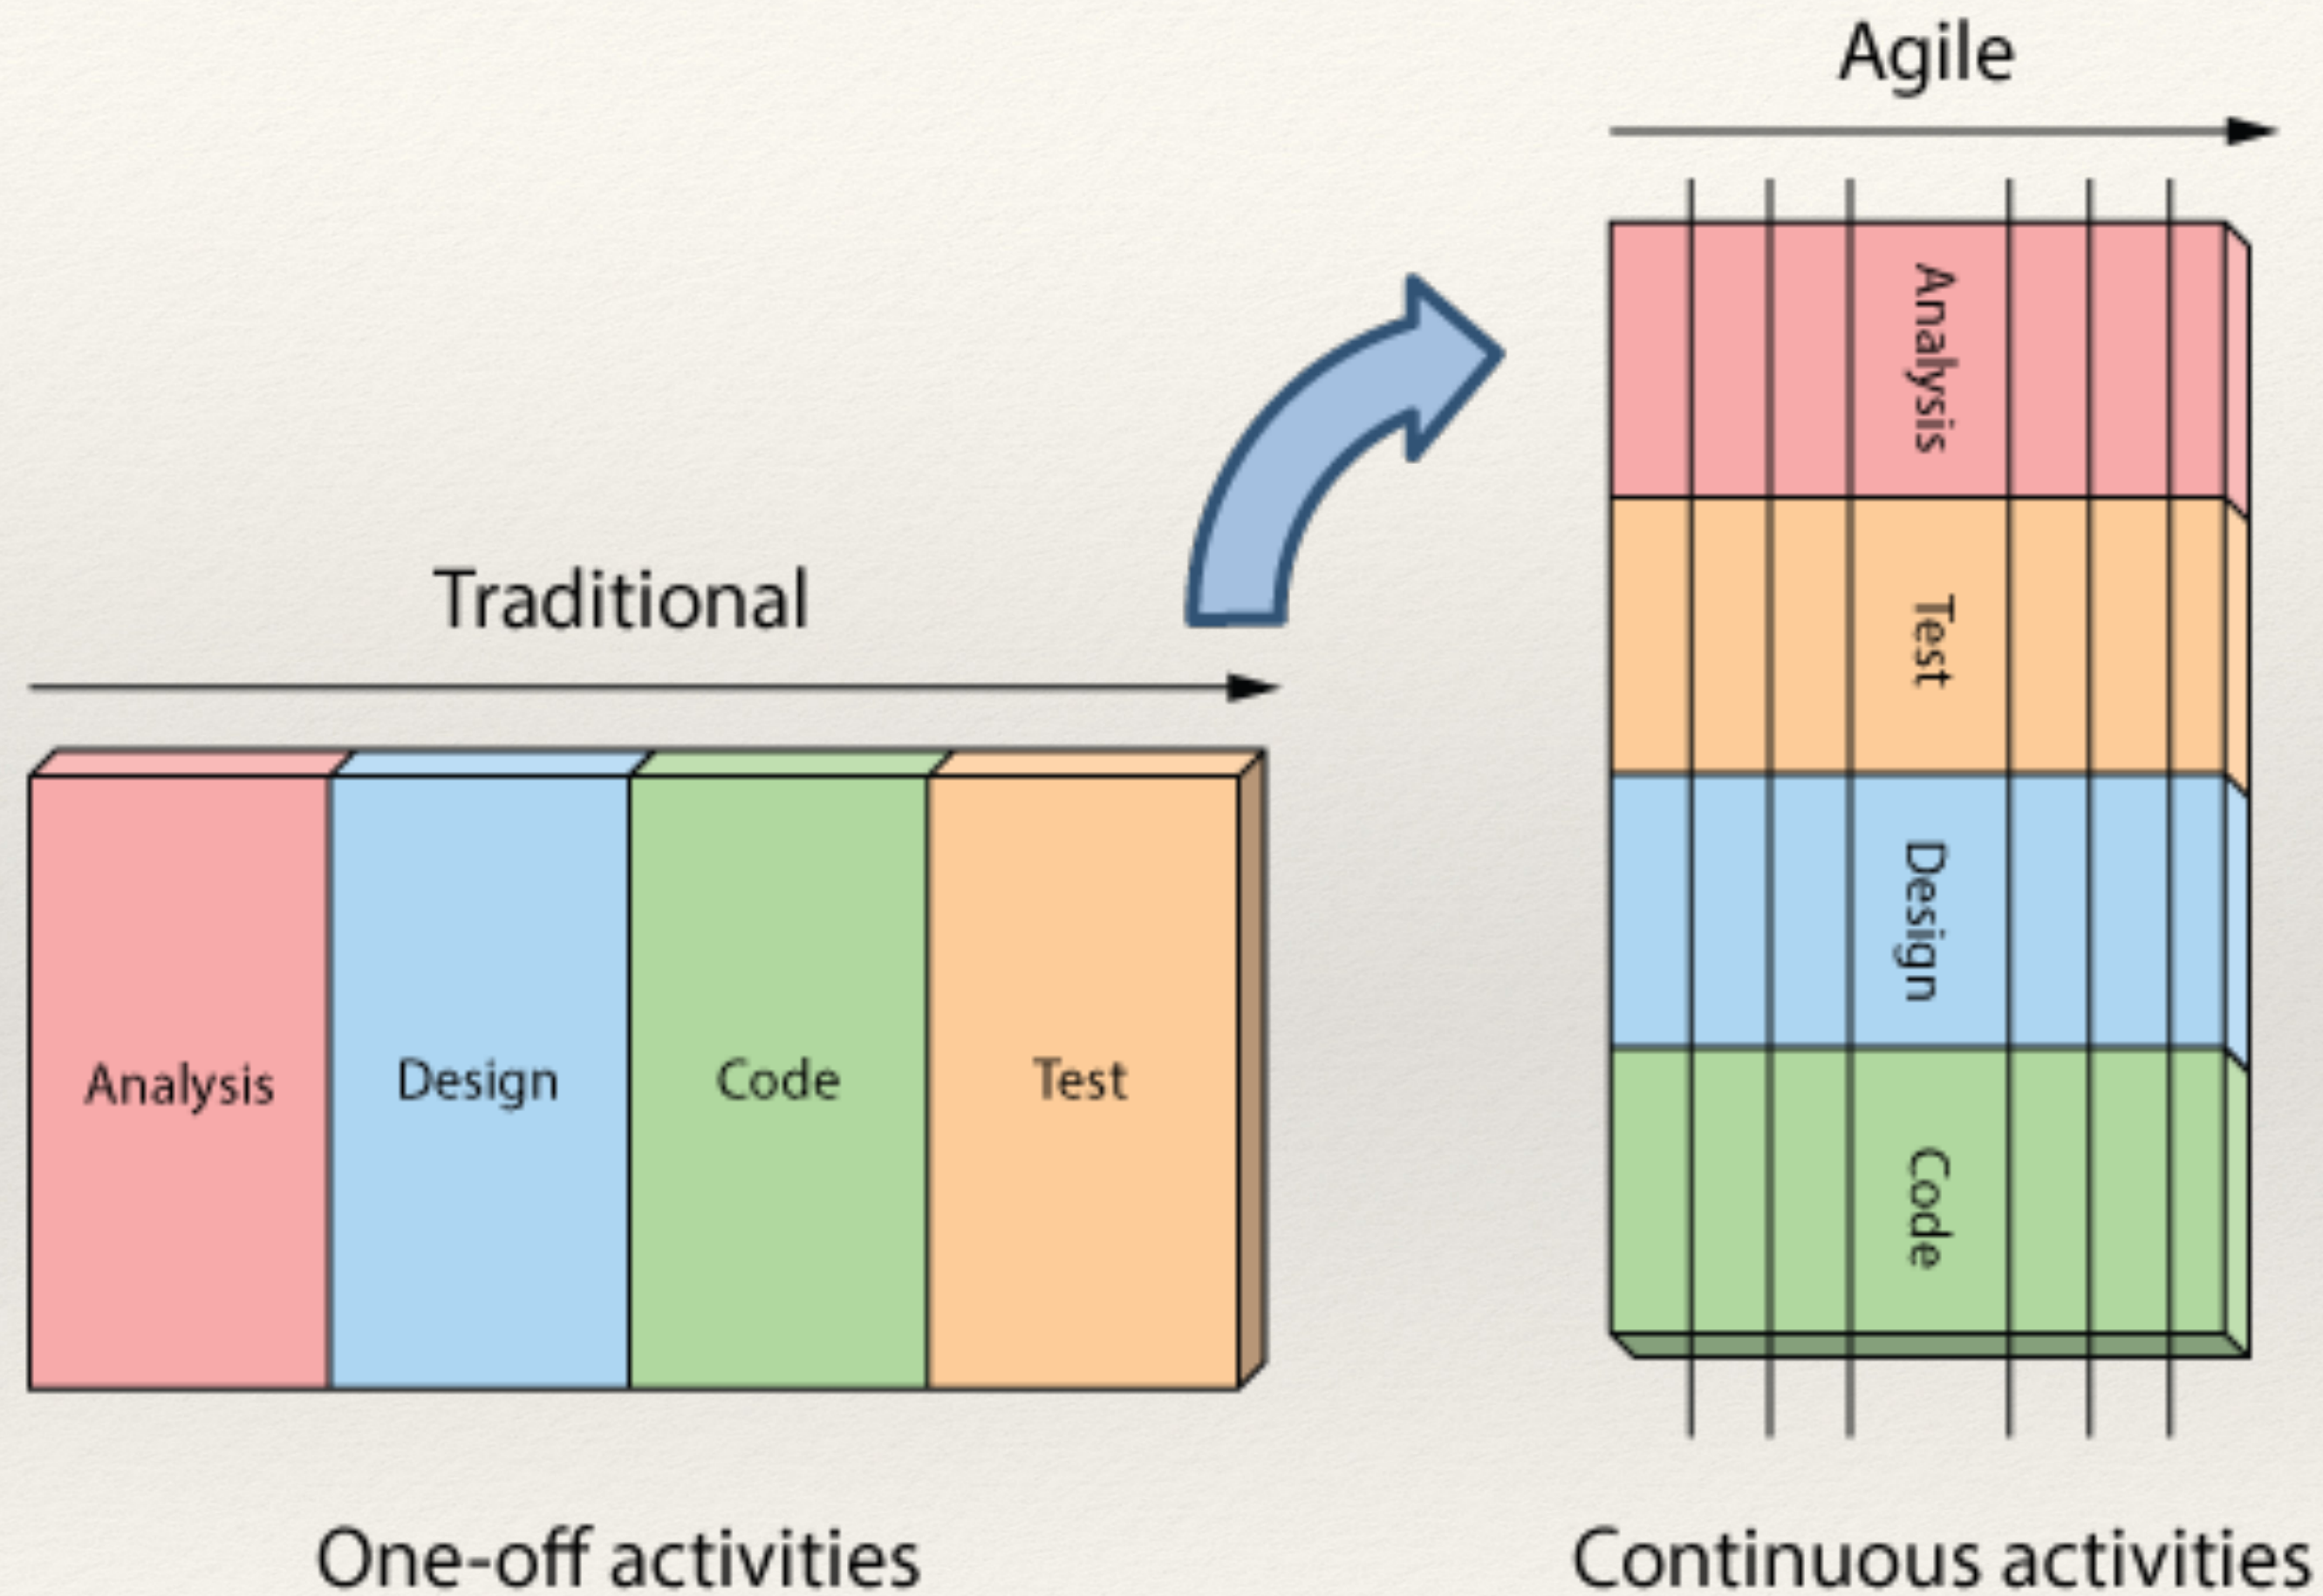 Agile
Analysis
Test
Design
Code
Traditional
Analysis
Design
Code
Test
One-off activities
Continuous activities